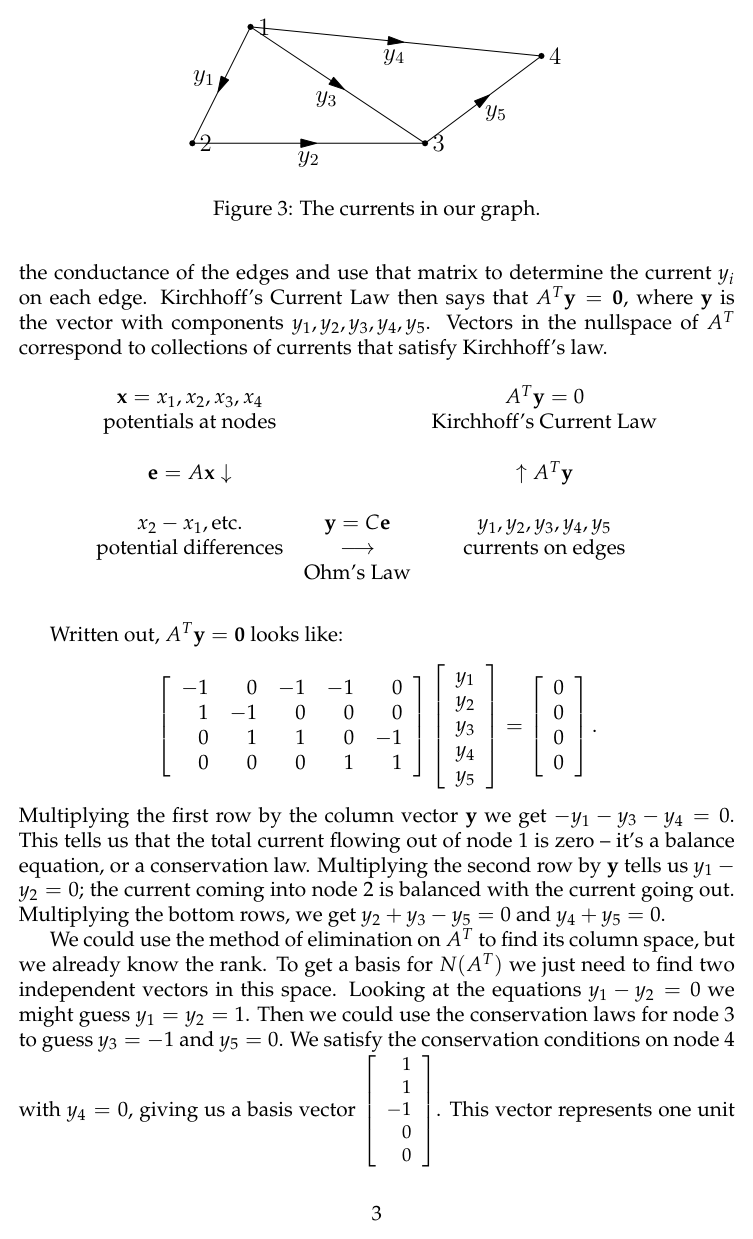 1
y4
4
y1
y3
y5
2
3
y2
Figure 3: The currents in our graph.
the conductance of the edges and use that matrix to determine the current yᵢ
on each edge. Kirchhoff's Current Law then says that Aᵀy = 0, where y is
the vector with components y₁, y₂, y₃, y₄, y₅. Vectors in the nullspace of Aᵀ
correspond to collections of currents that satisfy Kirchhoff's law.
x = x₁, x₂, x₃, x₄ Aᵀy = 0
potentials at nodes Kirchhoff's Current Law
e = Ax ↓ ↑ Aᵀy
x₂ − x₁, etc. y = Ce y₁, y₂, y₃, y₄, y₅
potential differences ⟶ currents on edges
Ohm's Law
Written out, Aᵀy = 0 looks like:
[ −1 0 −1 −1 0 ] [ y₁ ] [ 0 ]
[ 1 −1 0 0 0 ] [ y₂ ] [ 0 ]
[ 0 1 1 0 −1 ] [ y₃ ] = [ 0 ] .
[ 0 0 0 1 1 ] [ y₄ ] [ 0 ]
[ y₅ ]
Multiplying the first row by the column vector y we get −y₁ − y₃ − y₄ = 0.
This tells us that the total current flowing out of node 1 is zero – it's a balance
equation, or a conservation law. Multiplying the second row by y tells us y₁ −
y₂ = 0; the current coming into node 2 is balanced with the current going out.
Multiplying the bottom rows, we get y₂ + y₃ − y₅ = 0 and y₄ + y₅ = 0.
We could use the method of elimination on Aᵀ to find its column space, but
we already know the rank. To get a basis for N(Aᵀ) we just need to find two
independent vectors in this space. Looking at the equations y₁ − y₂ = 0 we
might guess y₁ = y₂ = 1. Then we could use the conservation laws for node 3
to guess y₃ = −1 and y₅ = 0. We satisfy the conservation conditions on node 4
1
1
with y₄ = 0, giving us a basis vector [ −1 ] . This vector represents one unit
0
0
3